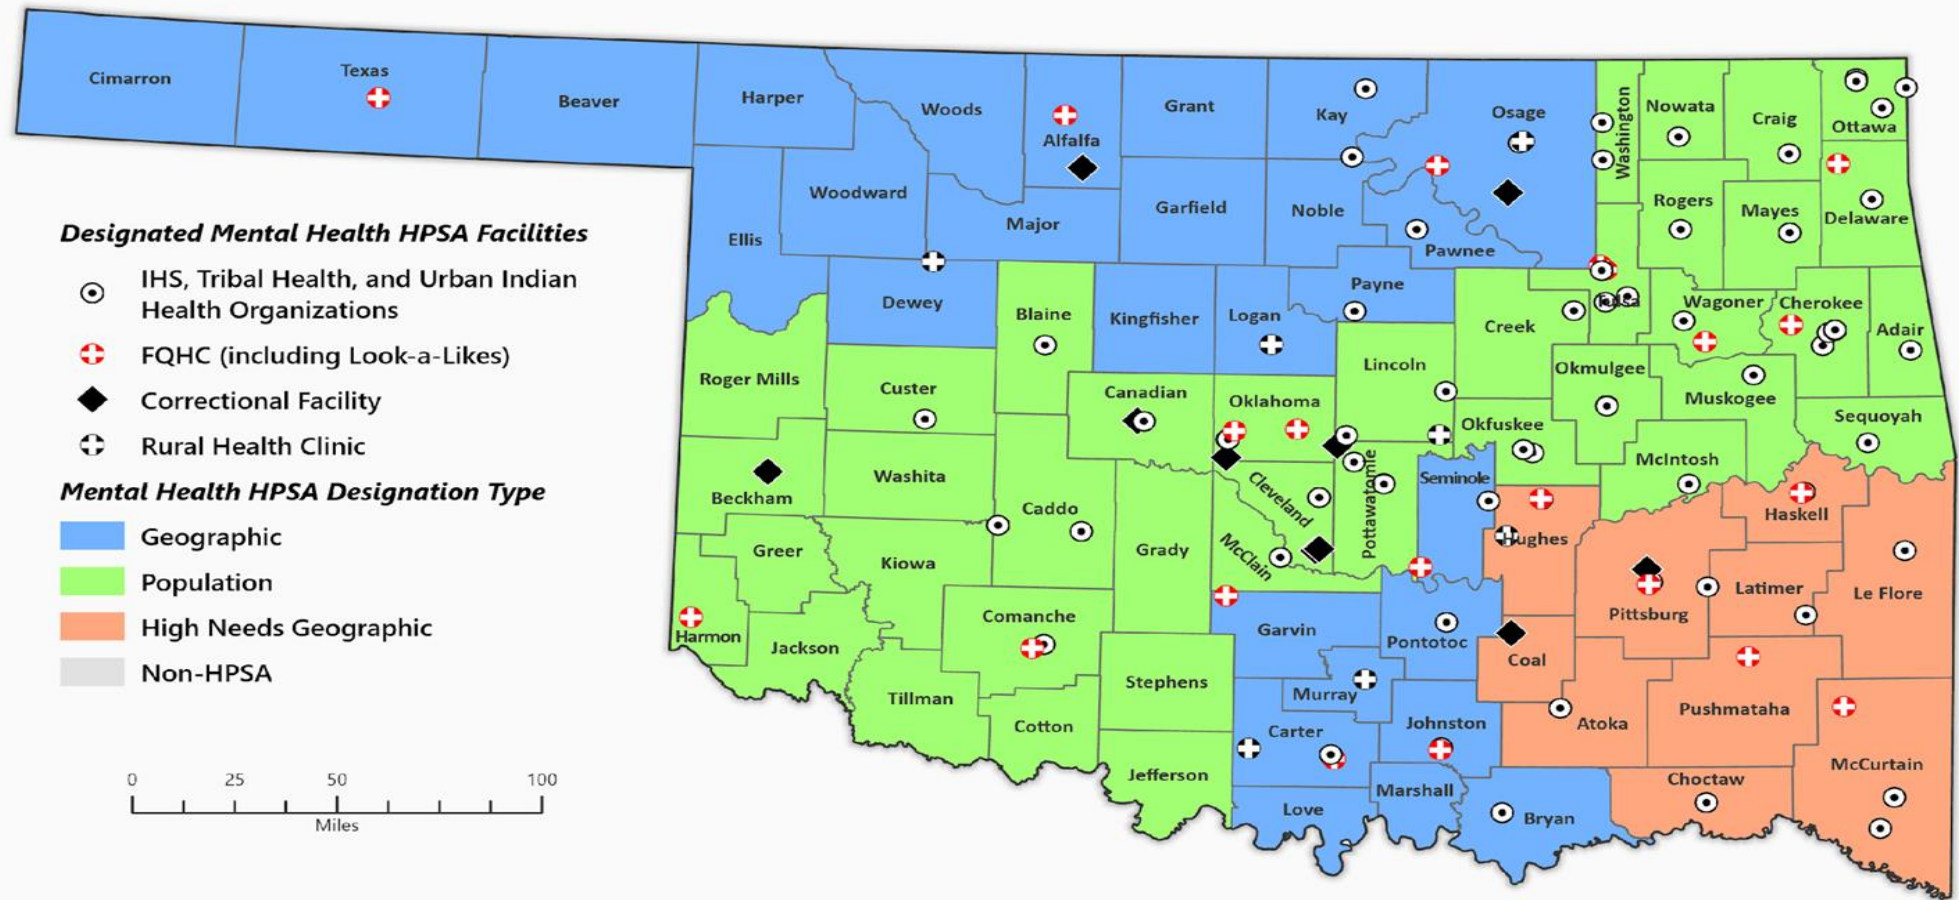 Cimarron
Texas
Beaver
Harper
Woods
Alfalfa
Grant
Kay
Osage
Washington
Nowata
Craig
Ottawa
Woodward
Ellis
Major
Garfield
Noble
Pawnee
Rogers
Mayes
Delaware
Designated Mental Health HPSA Facilities
IHS, Tribal Health, and Urban Indian
Health Organizations
FQHC (including Look-a-Likes)
Correctional Facility
Rural Health Clinic
Mental Health HPSA Designation Type
Geographic
Population
High Needs Geographic
Non-HPSA
0 25 50 100
Miles
Dewey
Blaine
Kingfisher
Logan
Payne
Creek
Wagoner
Cherokee
Adair
Roger Mills
Custer
Canadian
Oklahoma
Lincoln
Okmulgee
Muskogee
Okfuskee
Sequoyah
Beckham
Washita
Caddo
Cleveland
Pottawatomie
Seminole
McIntosh
Haskell
Greer
Kiowa
Grady
McClain
Hughes
Pittsburg
Latimer
Le Flore
Harmon
Jackson
Comanche
Garvin
Pontotoc
Coal
Tillman
Stephens
Murray
Cotton
Carter
Johnston
Atoka
Pushmataha
McCurtain
Jefferson
Love
Marshall
Bryan
Choctaw